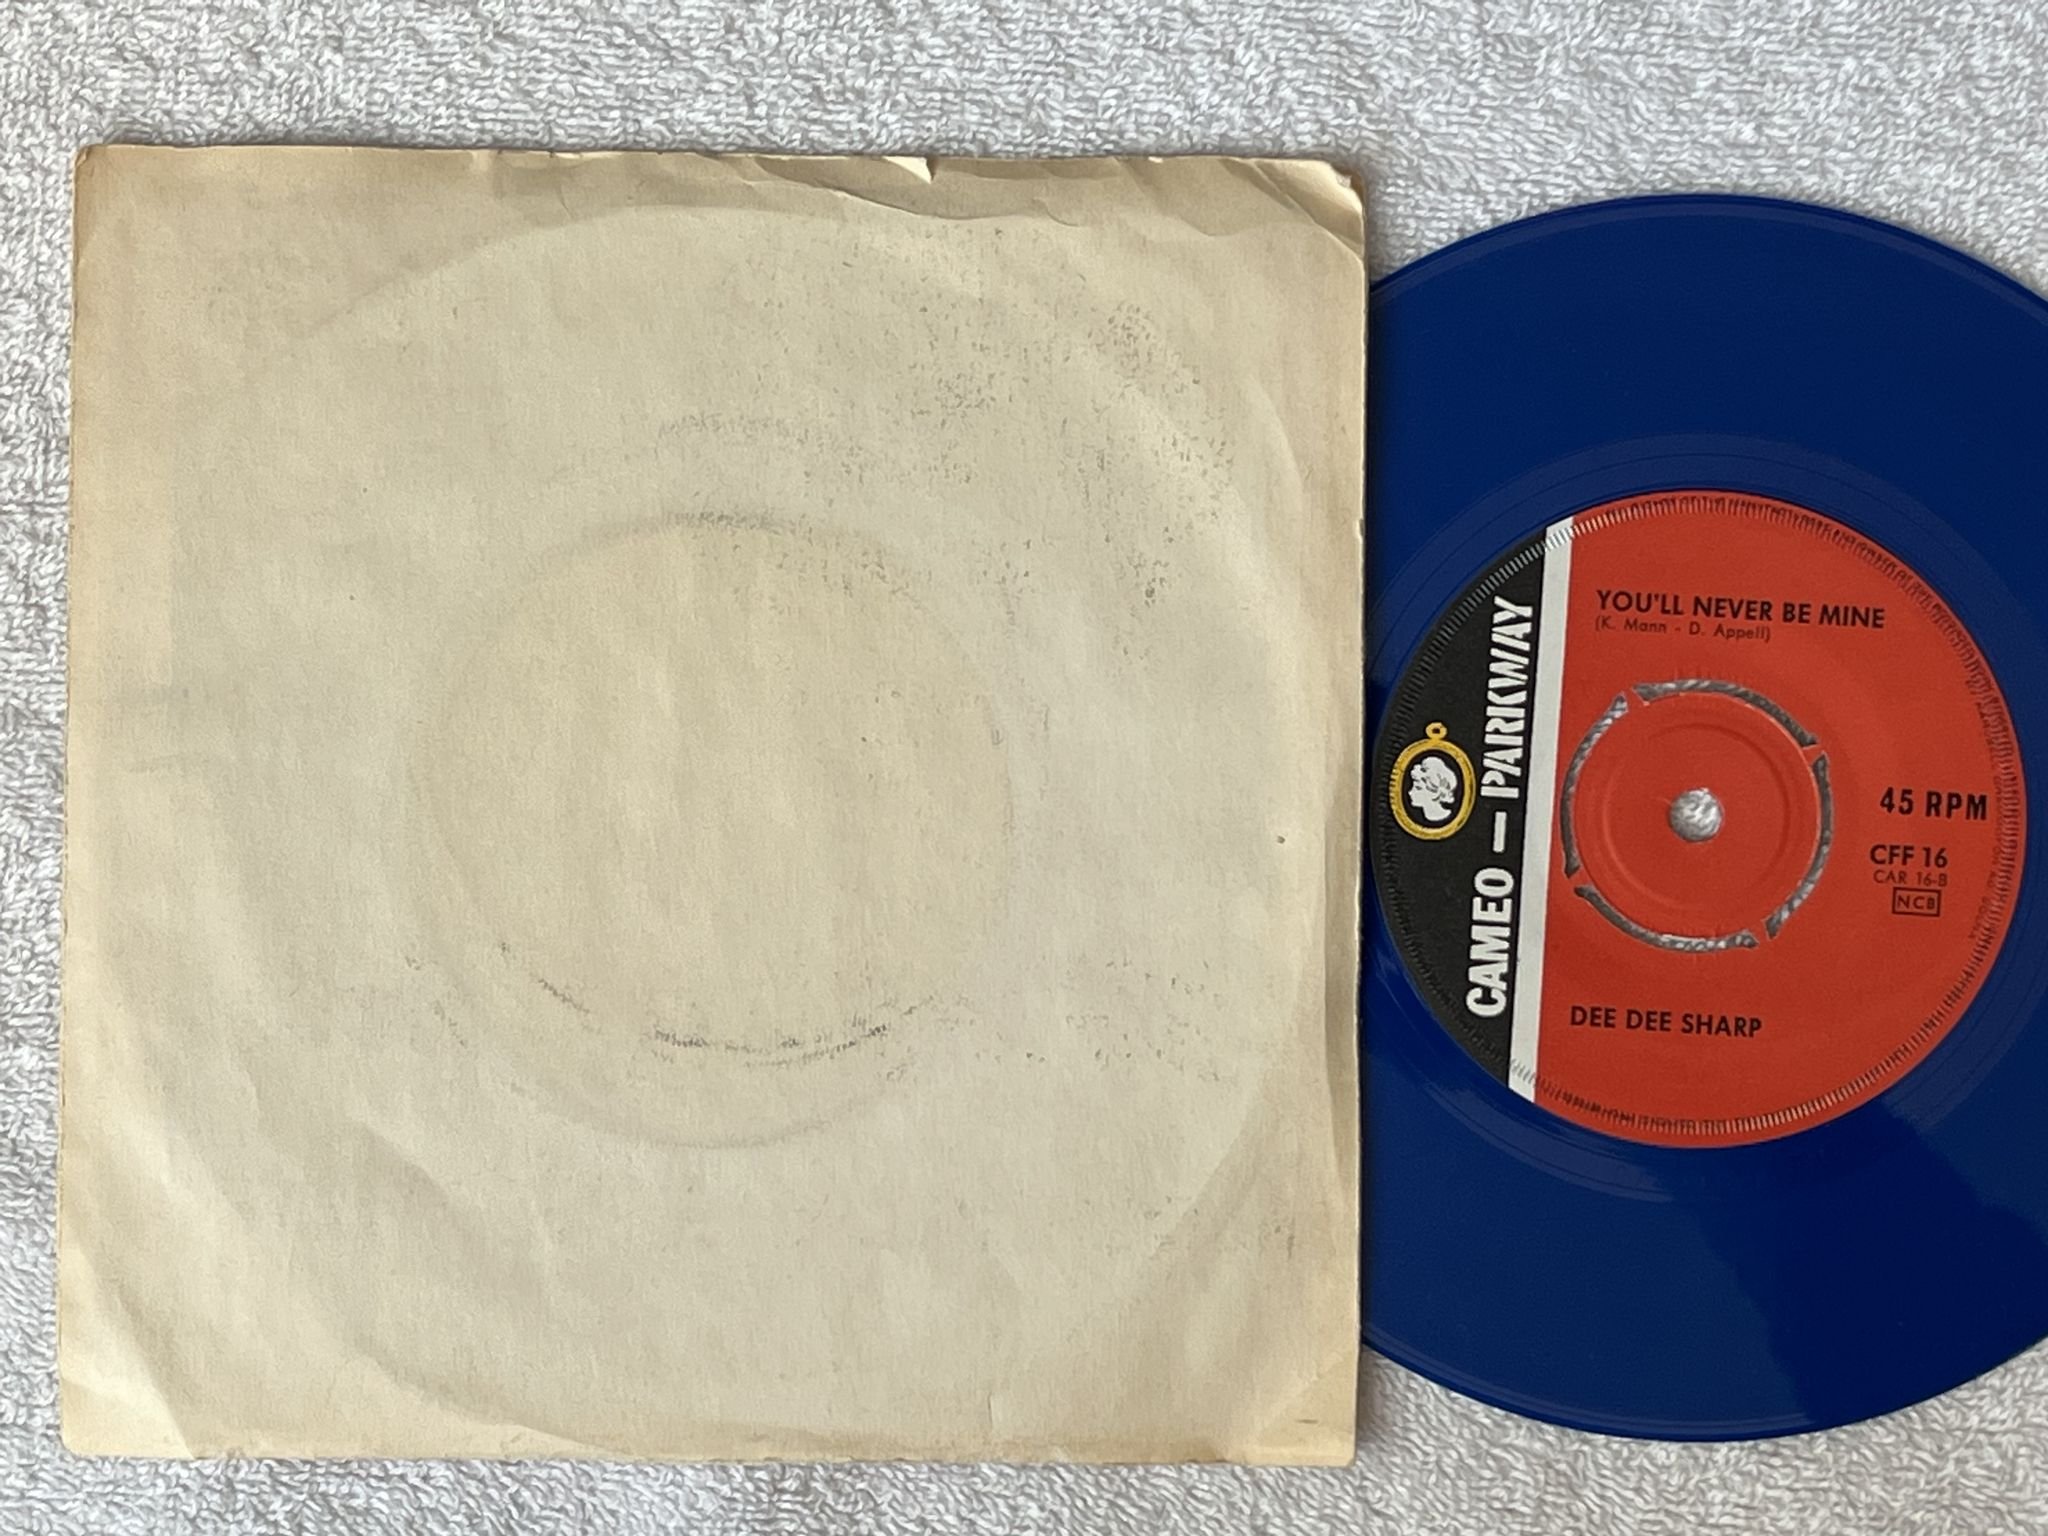 YOU'LL NEVER BE MINE
(K. Mann - D. Appell)
CAMEO — PARKWAY
45 RPM
CFF 16
CAR 16-B
NCB
DEE DEE SHARP